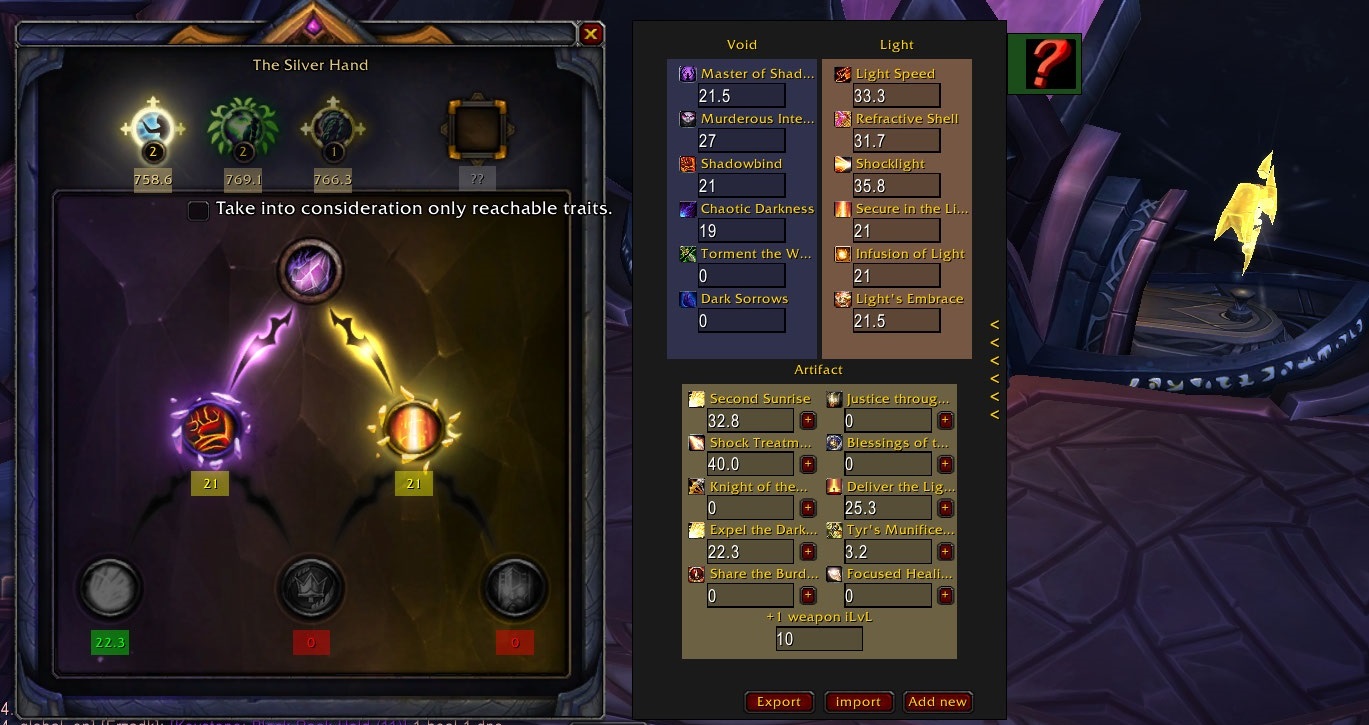 The Silver Hand
2
2
1
758.6
769.1
766.3
??
Take into consideration only reachable traits.
21
21
22.3
0
0
Void
Master of Shad...
21.5
Murderous Inte...
27
Shadowbind
21
Chaotic Darkness
19
Torment the W...
0
Dark Sorrows
0
Light
Light Speed
33.3
Refractive Shell
31.7
Shocklight
35.8
Secure in the Li...
21
Infusion of Light
21
Light's Embrace
21.5
<
<
<
<
<
<
Artifact
Second Sunrise
32.8
Justice throug...
0
Shock Treatm...
40.0
Blessings of t...
0
Knight of the...
0
Deliver the Lig...
25.3
Expel the Dark...
22.3
Tyr's Munifice...
3.2
Share the Burd...
0
Focused Heali...
0
+1 weapon iLvL
10
Export Import Add new